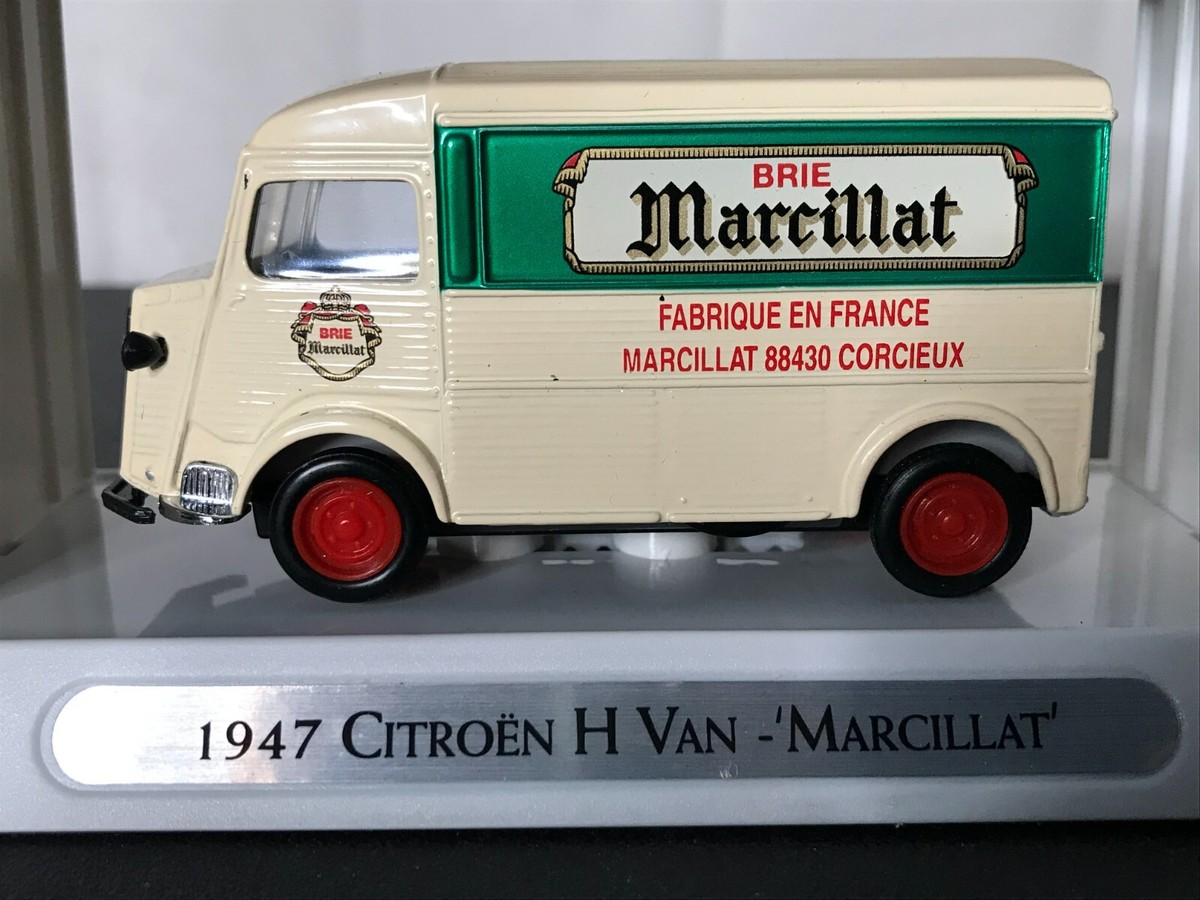 BRIE
Marcillat
BRIE
Marcillat
FABRIQUE EN FRANCE
MARCILLAT 88430 CORCIEUX
1947 CITROËN H VAN -'MARCILLAT'